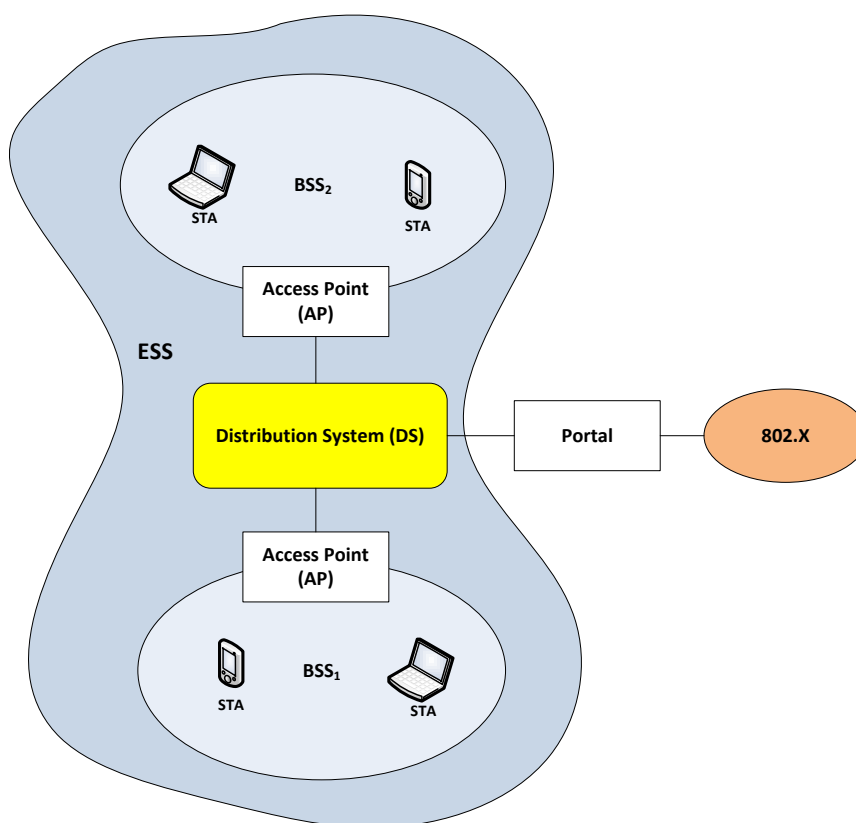 BSS₂
STA
STA
Access Point
(AP)
ESS
Distribution System (DS)
Portal
802.X
Access Point
(AP)
BSS₁
STA
STA